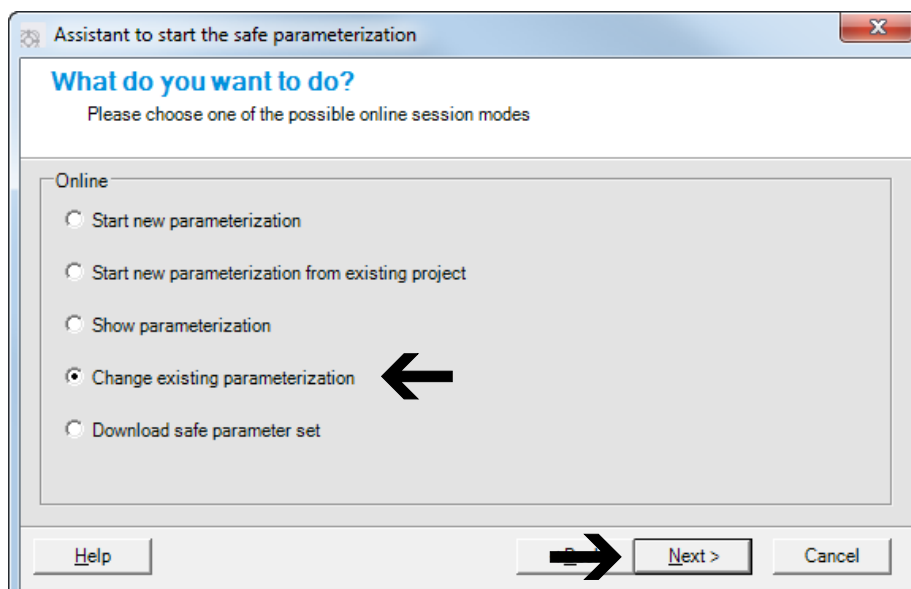 Assistant to start the safe parameterization
X
What do you want to do?
Please choose one of the possible online session modes
Online
Start new parameterization
Start new parameterization from existing project
Show parameterization
Change existing parameterization
Download safe parameter set
Help
Next >
Cancel